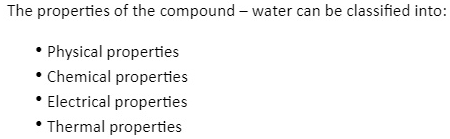 The properties of the compound – water can be classified into:
• Physical properties
• Chemical properties
• Electrical properties
• Thermal properties